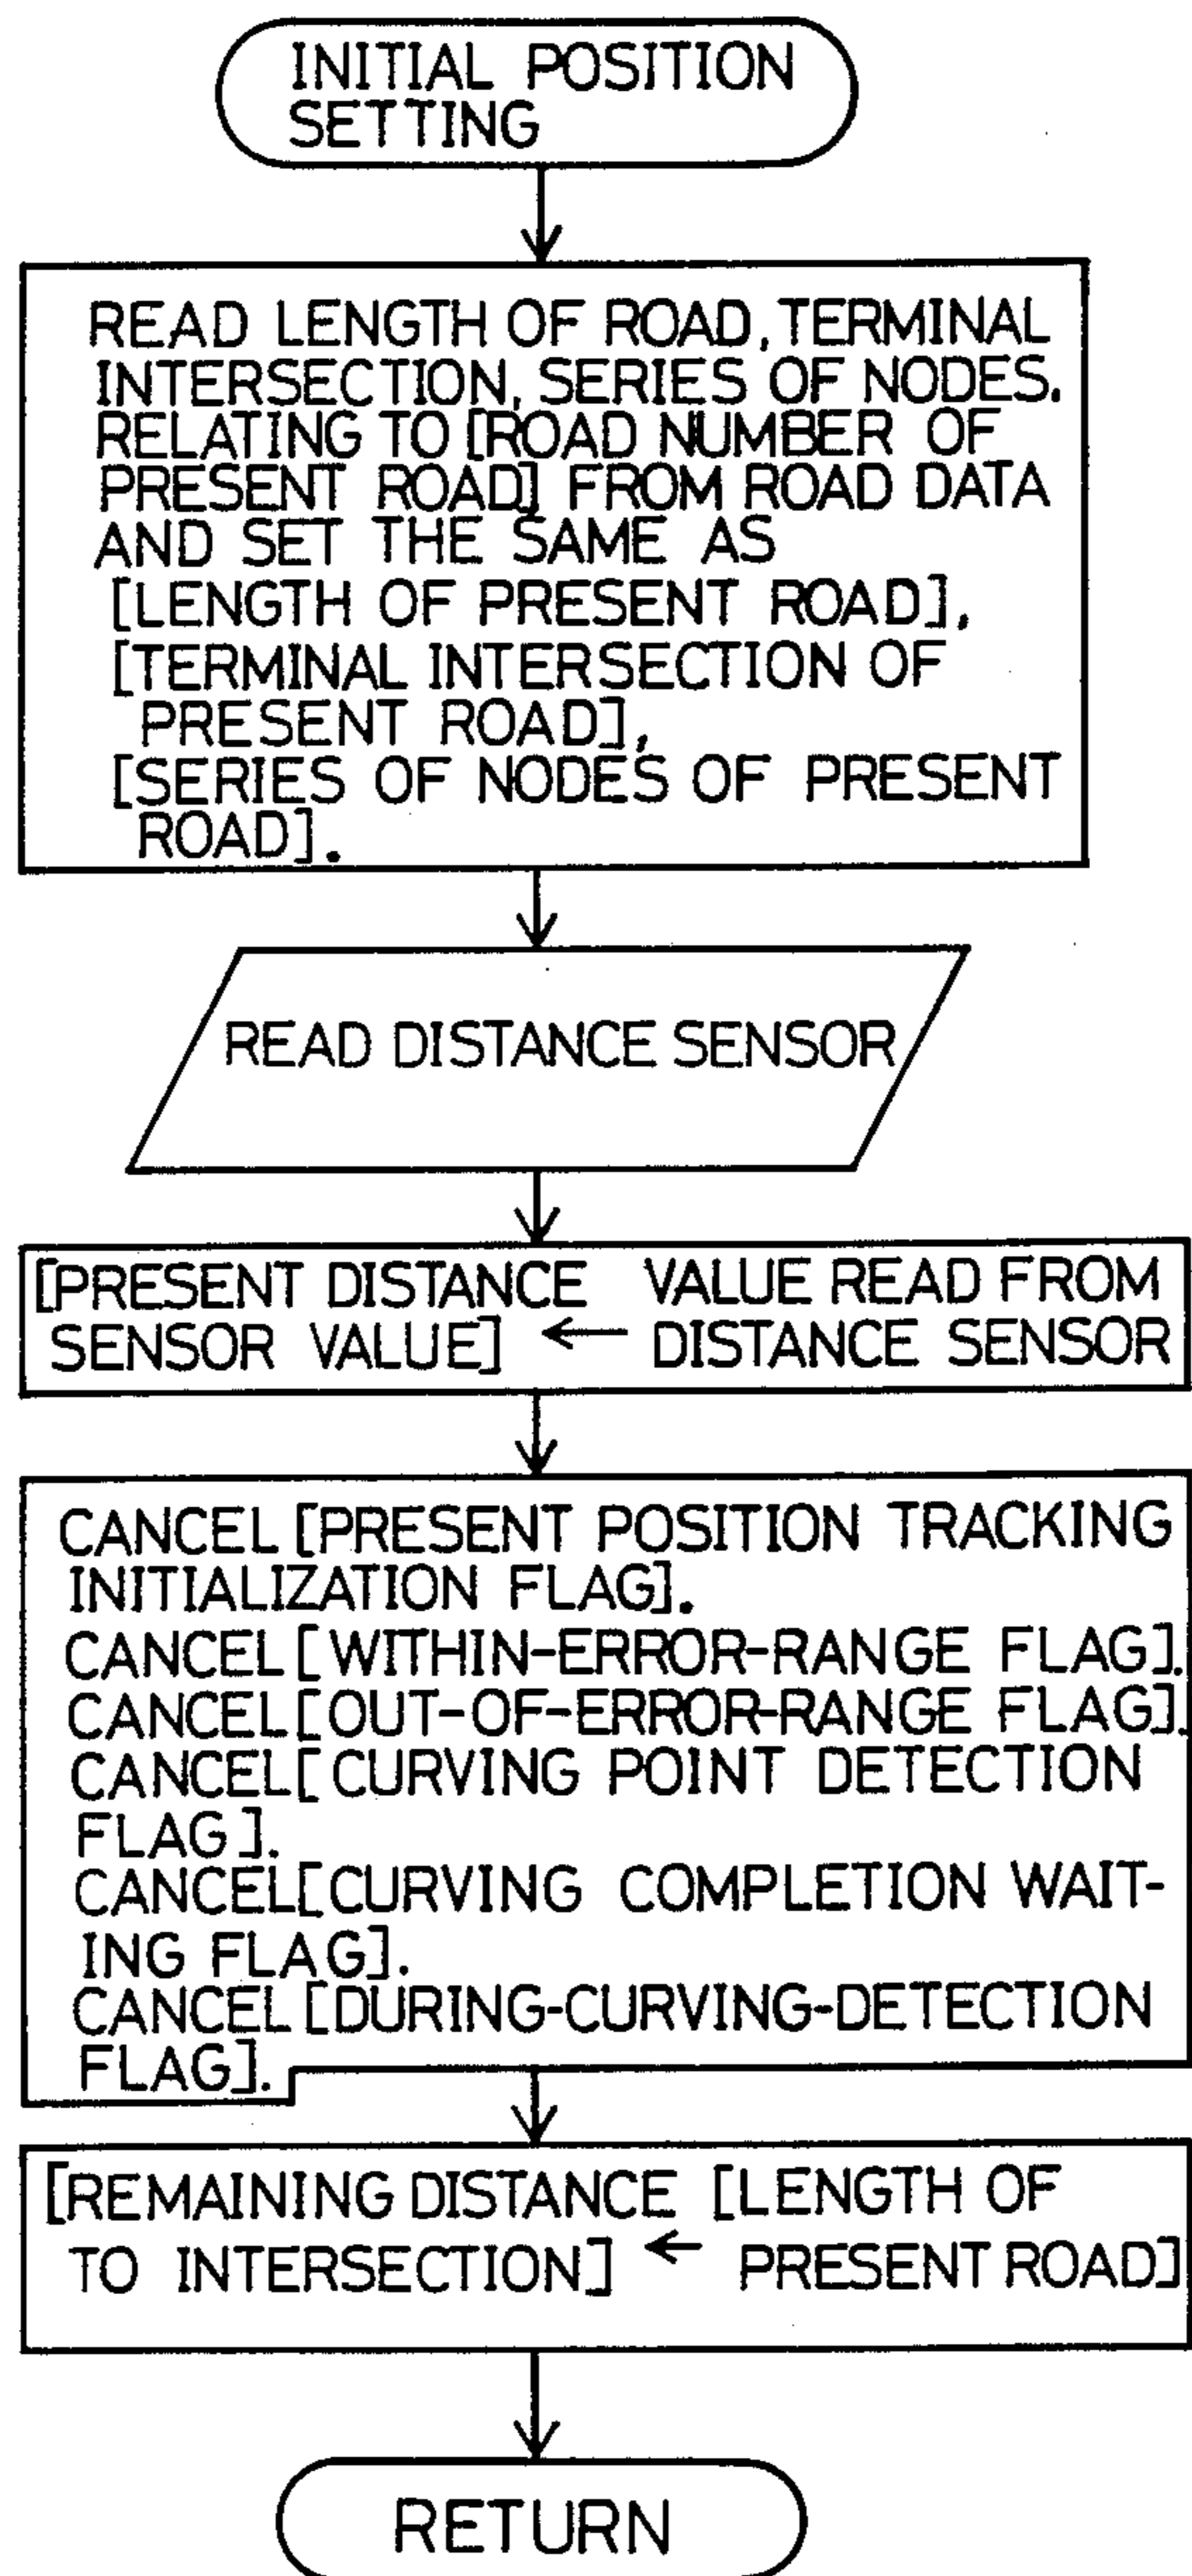 INITIAL POSITION
SETTING
READ LENGTH OF ROAD, TERMINAL
INTERSECTION, SERIES OF NODES.
RELATING TO [ROAD NUMBER OF
PRESENT ROAD] FROM ROAD DATA
AND SET THE SAME AS
[LENGTH OF PRESENT ROAD],
[TERMINAL INTERSECTION OF
PRESENT ROAD],
[SERIES OF NODES OF PRESENT
ROAD].
READ DISTANCE SENSOR
[PRESENT DISTANCE VALUE READ FROM
SENSOR VALUE] ← DISTANCE SENSOR
CANCEL [PRESENT POSITION TRACKING
INITIALIZATION FLAG].
CANCEL [WITHIN-ERROR-RANGE FLAG].
CANCEL [OUT-OF-ERROR-RANGE FLAG].
CANCEL [CURVING POINT DETECTION
FLAG].
CANCEL [CURVING COMPLETION WAIT-
ING FLAG].
CANCEL [DURING-CURVING-DETECTION
FLAG].
[REMAINING DISTANCE [LENGTH OF
TO INTERSECTION] ← PRESENT ROAD]
RETURN